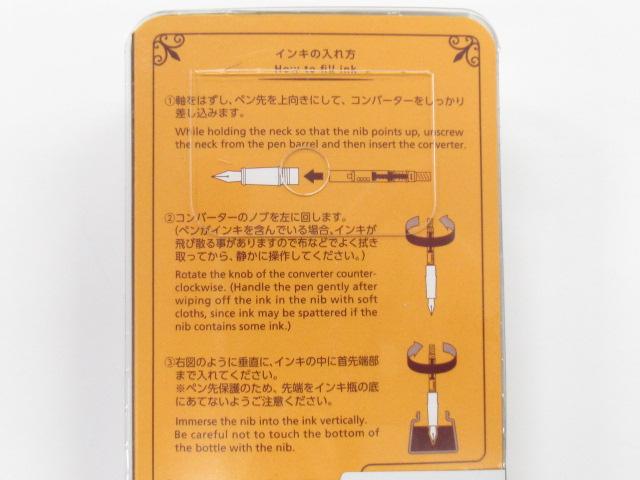 インキの入れ方
How to fill ink
①軸をはずし、ペン先を上向きにして、コンバーターをしっかり
差し込みます。
While holding the neck so that the nib points up, unscrew
the neck from the pen barrel and then insert the converter.
②コンバーターのノブを左に回します。
(ペンがインキを含んでいる場合、インキが
飛び散る事がありますので布などでよく拭き
取ってから、静かに操作してください。)
Rotate the knob of the converter counter-
clockwise. (Handle the pen gently after
wiping off the ink in the nib with soft
cloths, since ink may be spattered if the
nib contains some ink.)
③右図のように垂直に、インキの中に首先端部
まで入れてください。
※ペン先保護のため、先端をインキ瓶の底
にあてないようご注意ください。
Immerse the nib into the ink vertically.
Be careful not to touch the bottom of
the bottle with the nib.